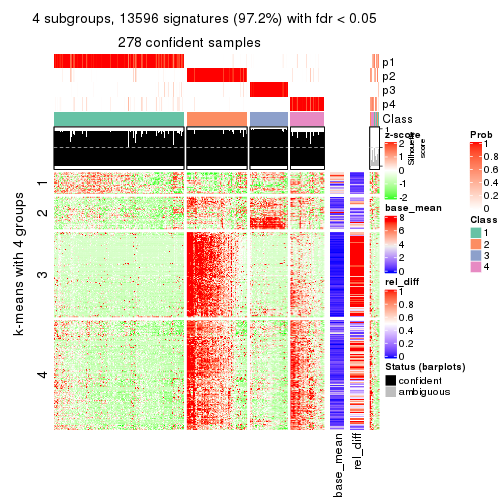 4 subgroups, 13596 signatures (97.2%) with fdr < 0.05
278 confident samples
p1
p2
p3
p4
Class
1
Silhouette
score
k-means with 4 groups
1
2
3
4
base_mean
rel_diff
z-score
2
1
0
-1
-2
base_mean
8
6
4
2
0
rel_diff
1
0.8
0.6
0.4
0.2
0
Status (barplots)
confident
ambiguous
Prob
1
0.8
0.6
0.4
0.2
0
Class
1
2
3
4